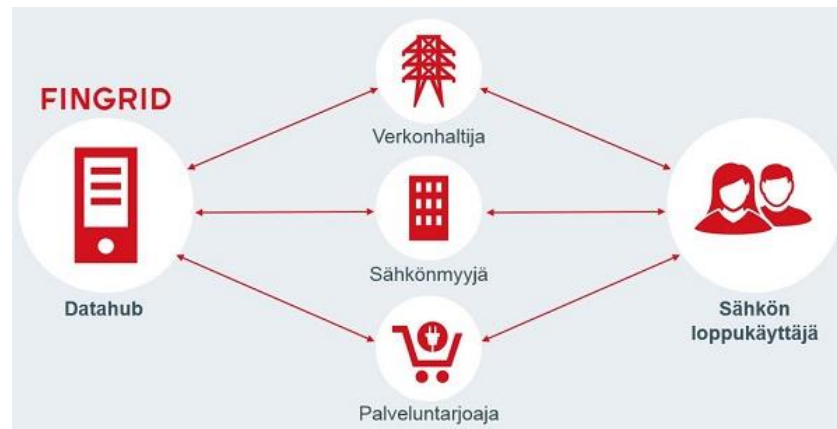 FINGRID
Datahub
Verkonhaltija
Sähkönmyyjä
Palveluntarjoaja
Sähkön
loppukäyttäjä